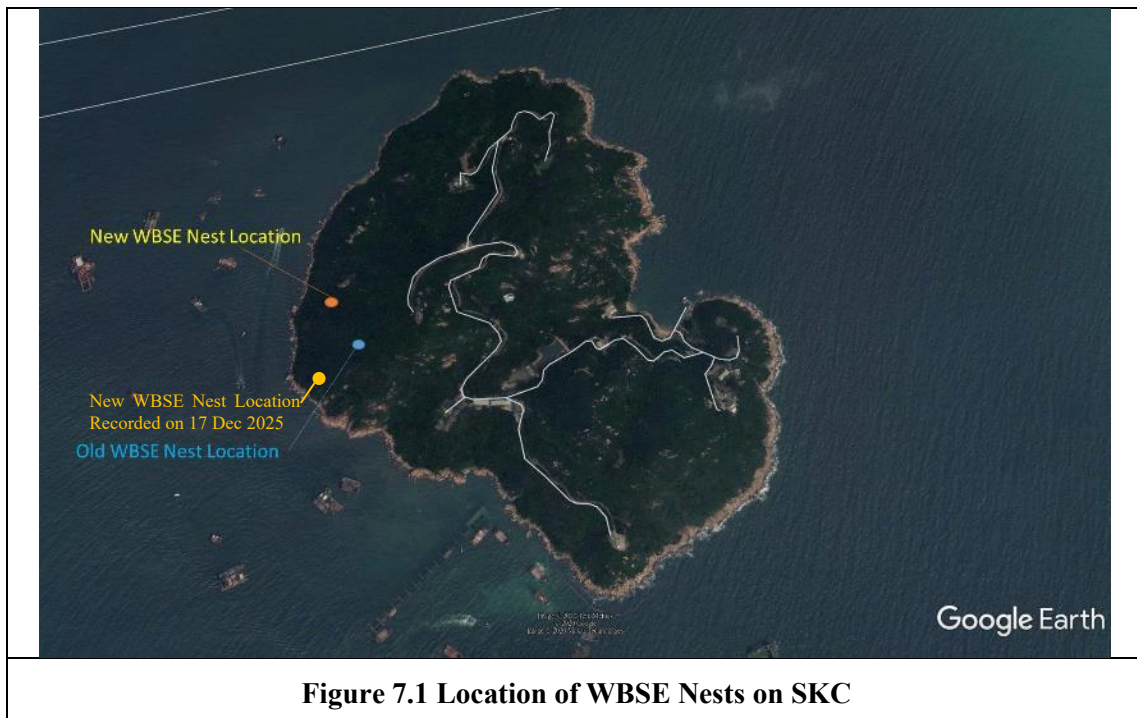 New WBSE Nest Location
New WBSE Nest Location
Recorded on 17 Dec 2025
Old WBSE Nest Location
Google Earth
Figure 7.1 Location of WBSE Nests on SKC